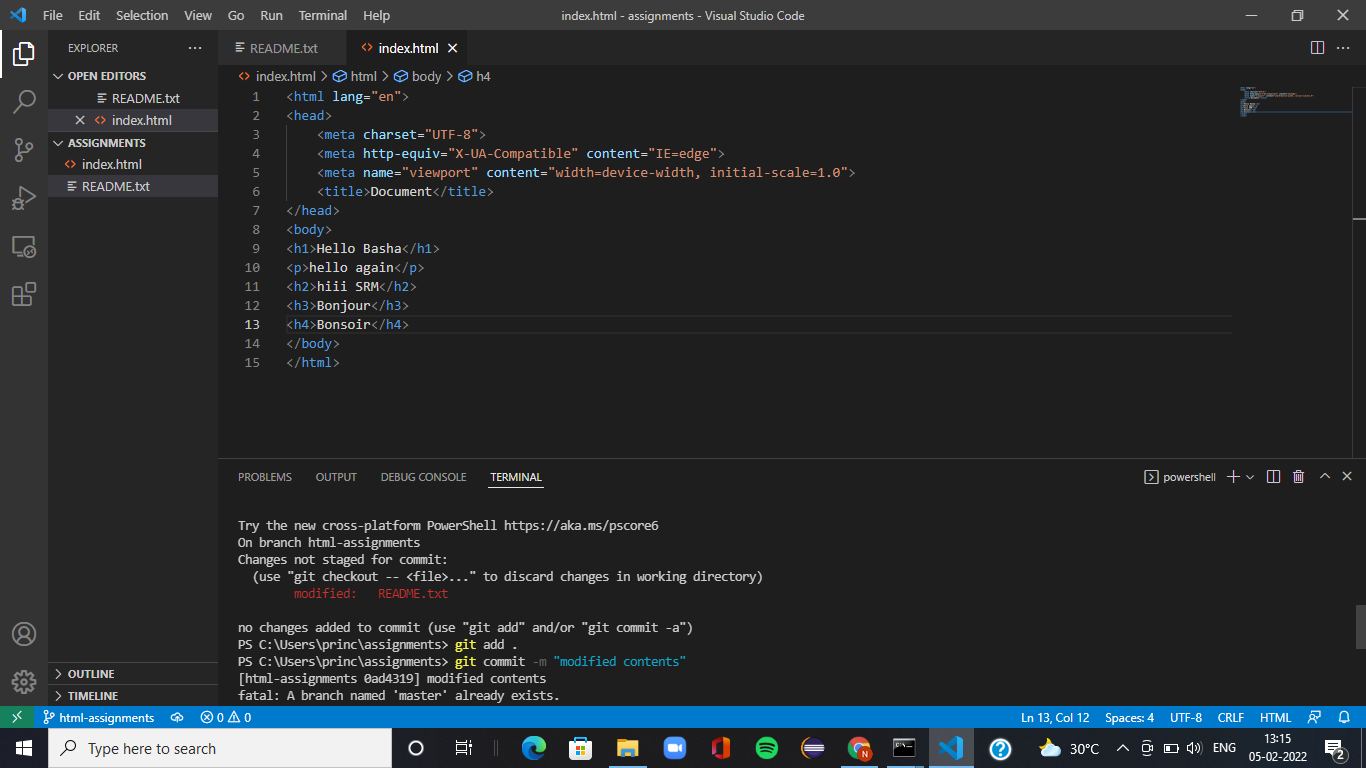 File Edit Selection View Go Run Terminal Help index.html - assignments - Visual Studio Code
EXPLORER
OPEN EDITORS
README.txt
index.html
ASSIGNMENTS
index.html
README.txt
OUTLINE
TIMELINE
README.txt index.html
index.html > html > body > h4
1 <html lang="en">
2 <head>
3 <meta charset="UTF-8">
4 <meta http-equiv="X-UA-Compatible" content="IE=edge">
5 <meta name="viewport" content="width=device-width, initial-scale=1.0">
6 <title>Document</title>
7 </head>
8 <body>
9 <h1>Hello Basha</h1>
10 <p>hello again</p>
11 <h2>hiii SRM</h2>
12 <h3>Bonjour</h3>
13 <h4>Bonsoir</h4>
14 </body>
15 </html>
PROBLEMS OUTPUT DEBUG CONSOLE TERMINAL powershell
Try the new cross-platform PowerShell https://aka.ms/pscore6
On branch html-assignments
Changes not staged for commit:
(use "git checkout -- <file>..." to discard changes in working directory)
modified: README.txt
no changes added to commit (use "git add" and/or "git commit -a")
PS C:\Users\princ\assignments> git add .
PS C:\Users\princ\assignments> git commit -m "modified contents"
[html-assignments 0ad4319] modified contents
fatal: A branch named 'master' already exists.
html-assignments 0 0 Ln 13, Col 12 Spaces: 4 UTF-8 CRLF HTML
Type here to search 30°C ENG 13:15
05-02-2022 2